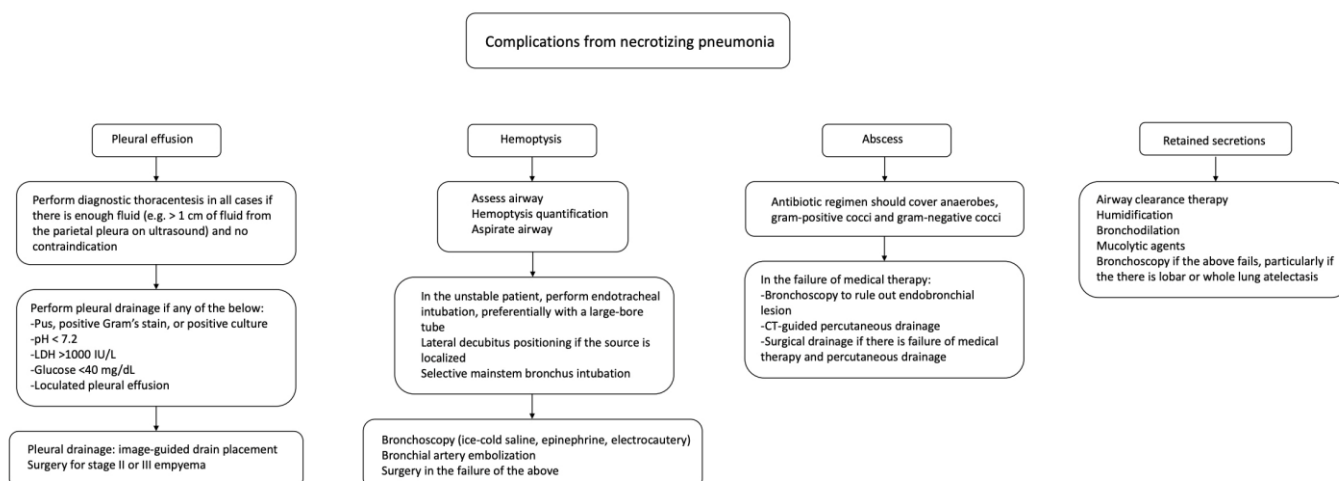 Complications from necrotizing pneumonia
Pleural effusion
Perform diagnostic thoracentesis in all cases if
there is enough fluid (e.g. > 1 cm of fluid from
the parietal pleura on ultrasound) and no
contraindication
Perform pleural drainage if any of the below:
-Pus, positive Gram's stain, or positive culture
-pH < 7.2
-LDH >1000 IU/L
-Glucose <40 mg/dL
-Loculated pleural effusion
Pleural drainage: image-guided drain placement
Surgery for stage II or III empyema
Hemoptysis
Assess airway
Hemoptysis quantification
Aspirate airway
In the unstable patient, perform endotracheal
intubation, preferentially with a large-bore
tube
Lateral decubitus positioning if the source is
localized
Selective mainstem bronchus intubation
Bronchoscopy (ice-cold saline, epinephrine, electrocautery)
Bronchial artery embolization
Surgery in the failure of the above
Abscess
Antibiotic regimen should cover anaerobes,
gram-positive cocci and gram-negative cocci
In the failure of medical therapy:
-Bronchoscopy to rule out endobronchial
lesion
-CT-guided percutaneous drainage
-Surgical drainage if there is failure of medical
therapy and percutaneous drainage
Retained secretions
Airway clearance therapy
Humidification
Bronchodilation
Mucolytic agents
Bronchoscopy if the above fails, particularly if
the there is lobar or whole lung atelectasis